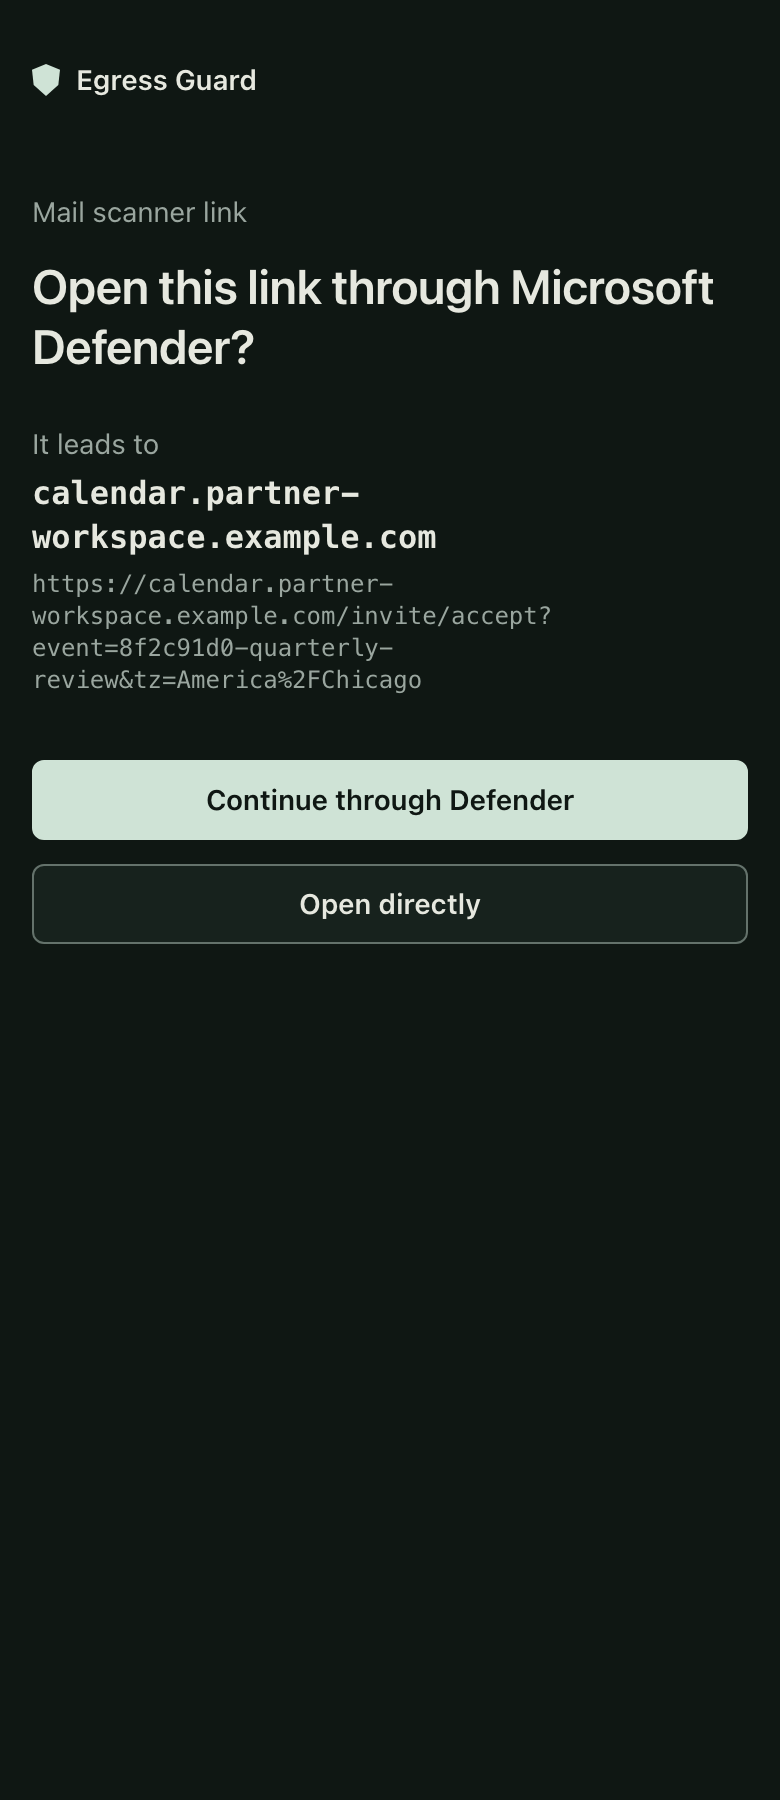 Egress Guard
Mail scanner link
Open this link through Microsoft
Defender?
It leads to
calendar.partner-
workspace.example.com
https://calendar.partner-
workspace.example.com/invite/accept?
event=8f2c91d0-quarterly-
review&tz=America%2FChicago
Continue through Defender
Open directly